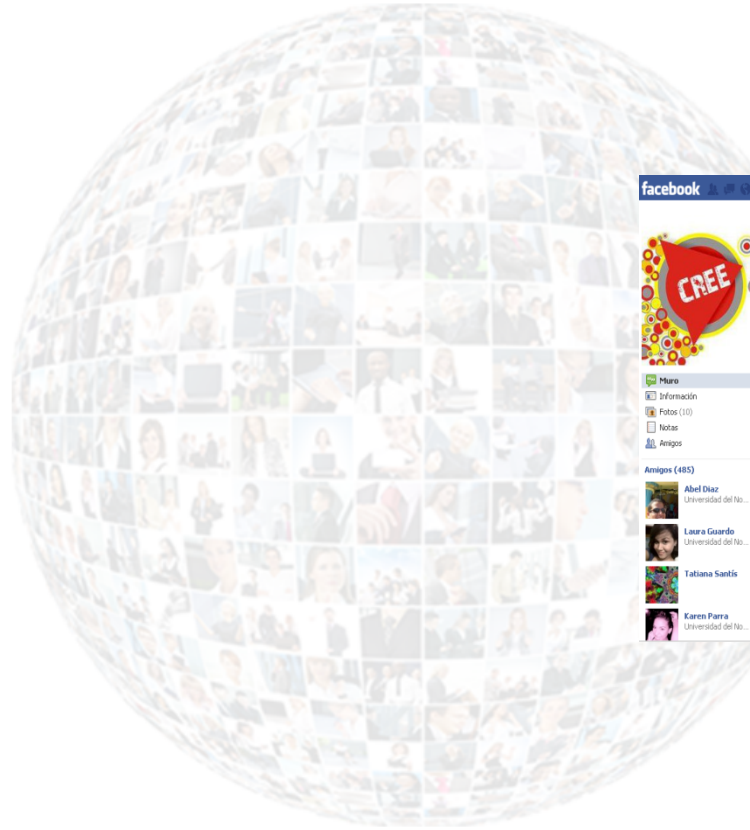 facebook
CREE
Muro
Información
Fotos (10)
Notas
Amigos
Amigos (485)
Abel Diaz
Universidad del No...
Laura Guardo
Universidad del No...
Tatiana Santís
Karen Parra
Universidad del No...